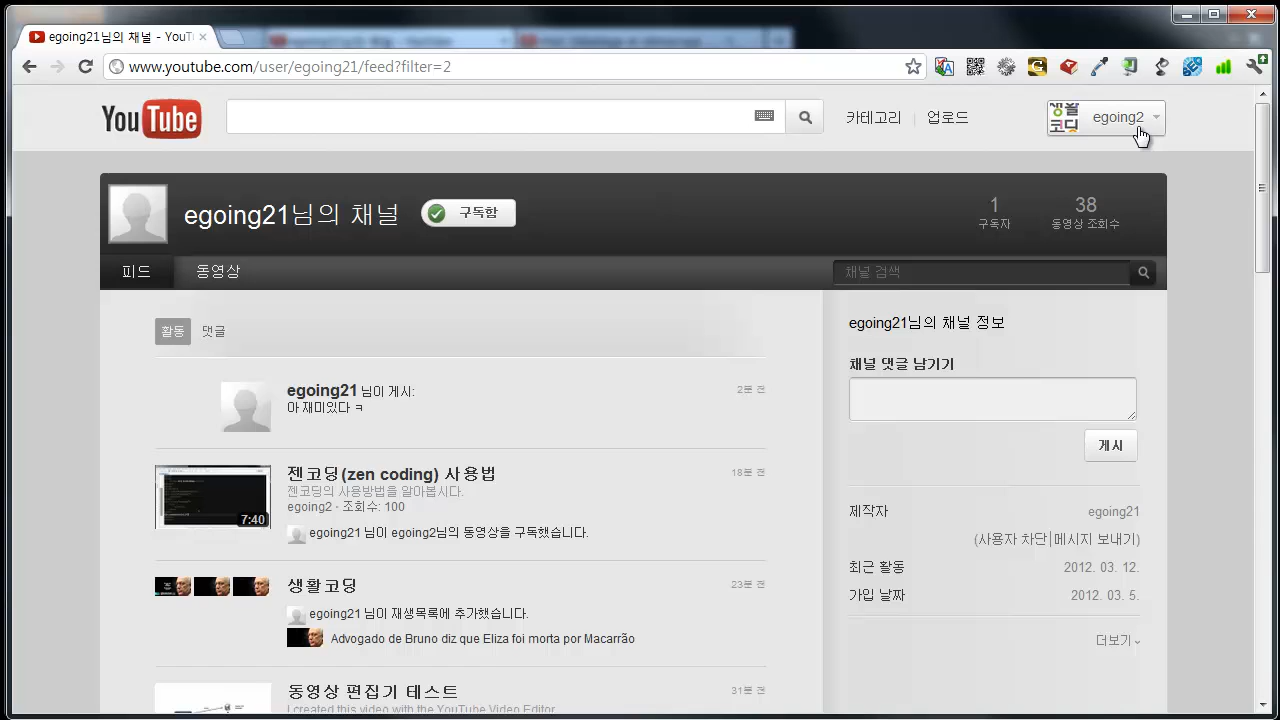 egoing21님의 채널 - YouT
www.youtube.com/user/egoing21/feed?filter=2
YouTube
카테고리
업로드
생활
코딩
egoing2
egoing21님의 채널
구독함
1
구독자
38
동영상 조회수
피드
동영상
채널 검색
활동
댓글
egoing21 님이 게시:
2분 전
아 재미있다 ㅋ
젠코딩(zen coding) 사용법
18분 전
젠코딩의 사용방법을 알아봅시다.
egoing2 - 조회수: 100
7:40
egoing21 님이 egoing2님의 동영상을 구독했습니다.
생활코딩
23분 전
egoing21 님이 재생목록에 추가했습니다.
Advogado de Bruno diz que Eliza foi morta por Macarrão
동영상 편집기 테스트
31분 전
I created this video with the YouTube Video Editor
egoing21님의 채널 정보
채널 댓글 남기기
게시
제작자
egoing21
(사용자 차단|메시지 보내기)
최근 활동
2012. 03. 12.
가입 날짜
2012. 03. 5.
더보기